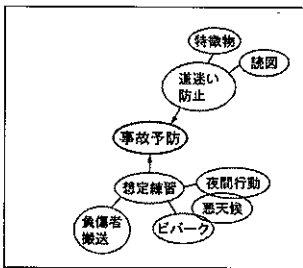 特徴物
読図
道迷い
防止
事故予防
想定練習
夜間行動
悪天候
ビバーク
負傷者
搬送